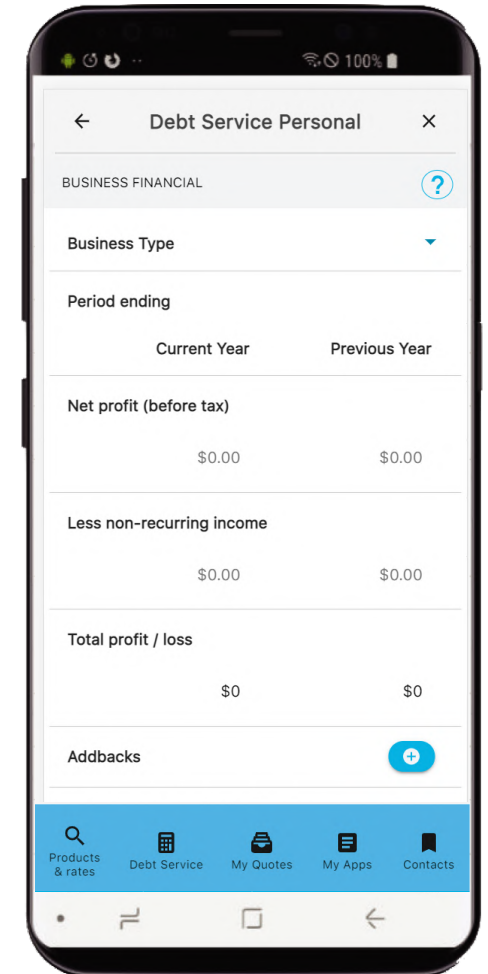 100%
Debt Service Personal
BUSINESS FINANCIAL
?
Business Type
Period ending
Current Year Previous Year
Net profit (before tax)
$0.00 $0.00
Less non-recurring income
$0.00 $0.00
Total profit / loss
$0 $0
Addbacks
Products
& rates
Debt Service
My Quotes
My Apps
Contacts